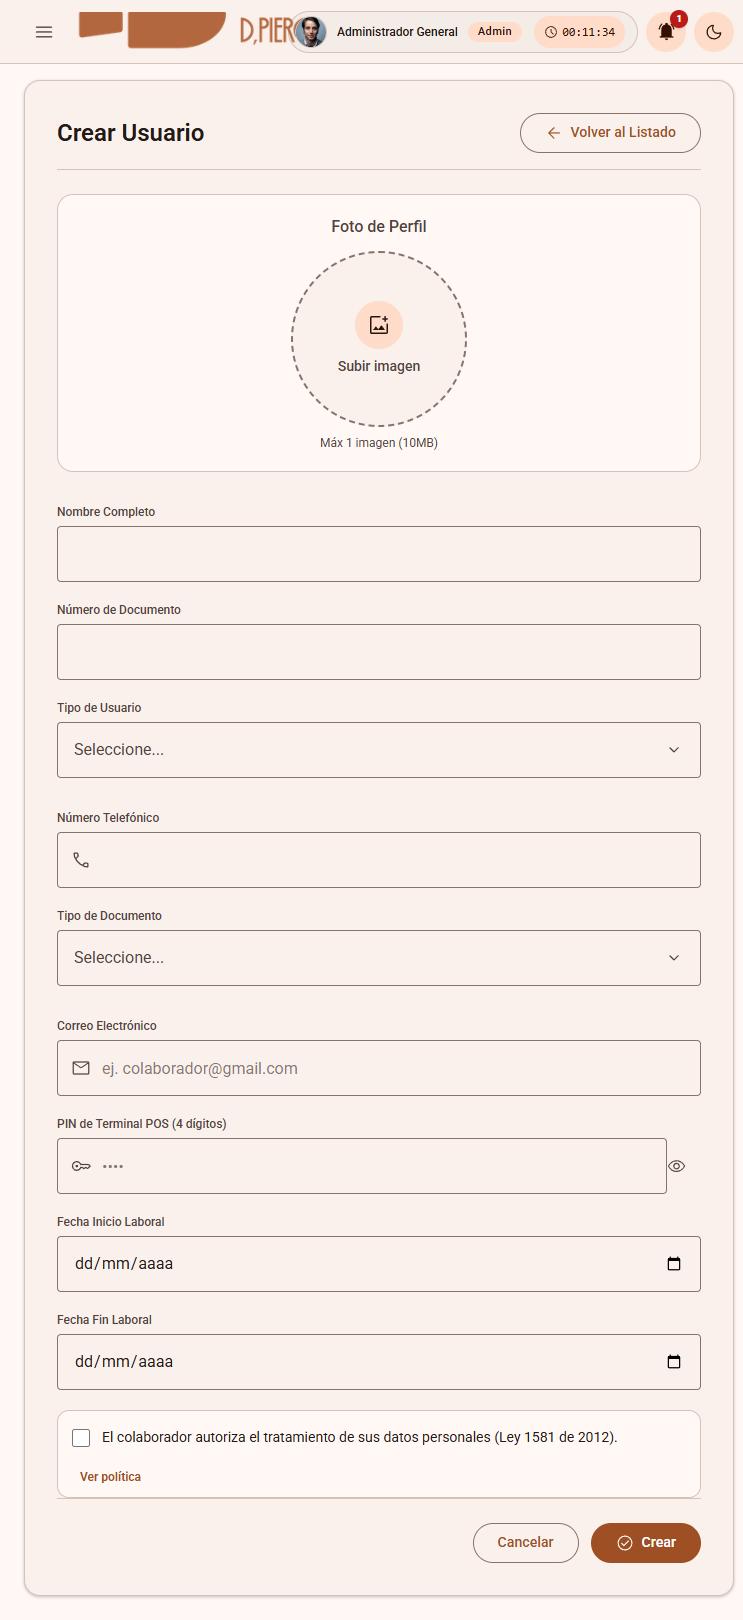 D,PIER
Administrador General
Admin
00:11:34
1
Crear Usuario
Volver al Listado
Foto de Perfil
Subir imagen
Máx 1 imagen (10MB)
Nombre Completo
Número de Documento
Tipo de Usuario
Seleccione...
Número Telefónico
Tipo de Documento
Seleccione...
Correo Electrónico
ej. colaborador@gmail.com
PIN de Terminal POS (4 dígitos)
••••
Fecha Inicio Laboral
dd/mm/aaaa
Fecha Fin Laboral
dd/mm/aaaa
El colaborador autoriza el tratamiento de sus datos personales (Ley 1581 de 2012).
Ver política
Cancelar
Crear